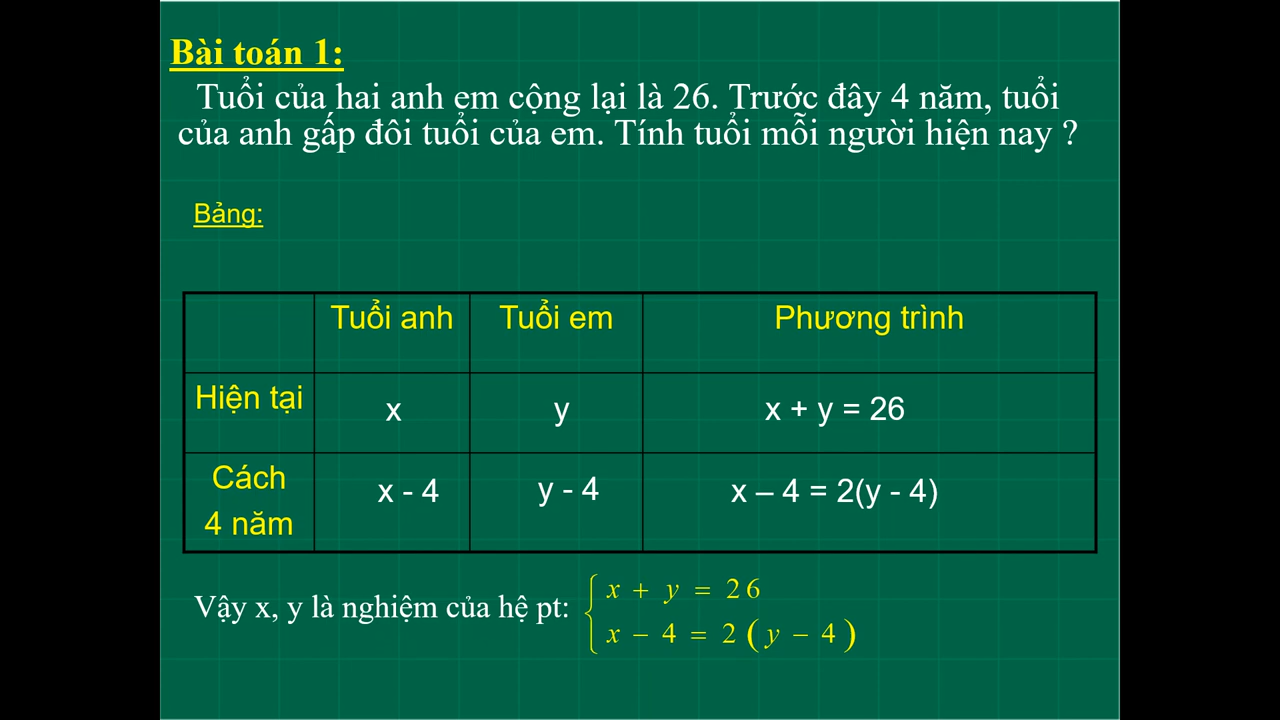 Bài toán 1:
Tuổi của hai anh em cộng lại là 26. Trước đây 4 năm, tuổi
của anh gấp đôi tuổi của em. Tính tuổi mỗi người hiện nay ?
Bảng:
Tuổi anh Tuổi em Phương trình
Hiện tại x y x + y = 26
Cách
4 năm x - 4 y - 4 x – 4 = 2(y - 4)
Vậy x, y là nghiệm của hệ pt:
x + y = 26
x − 4 = 2 ( y − 4 )